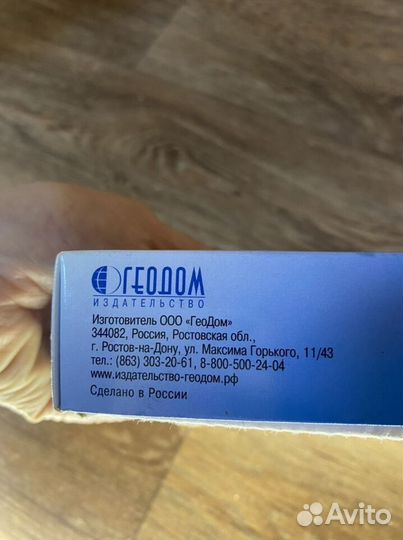 ГЕОДОМ
ИЗДАТЕЛЬСТВО
Изготовитель ООО «ГеоДом»
344082, Россия, Ростовская обл.,
г. Ростов-на-Дону, ул. Максима Горького, 11/43
тел.: (863) 303-20-61, 8-800-500-24-04
www.издательство-геодом.рф
Сделано в России
Avito